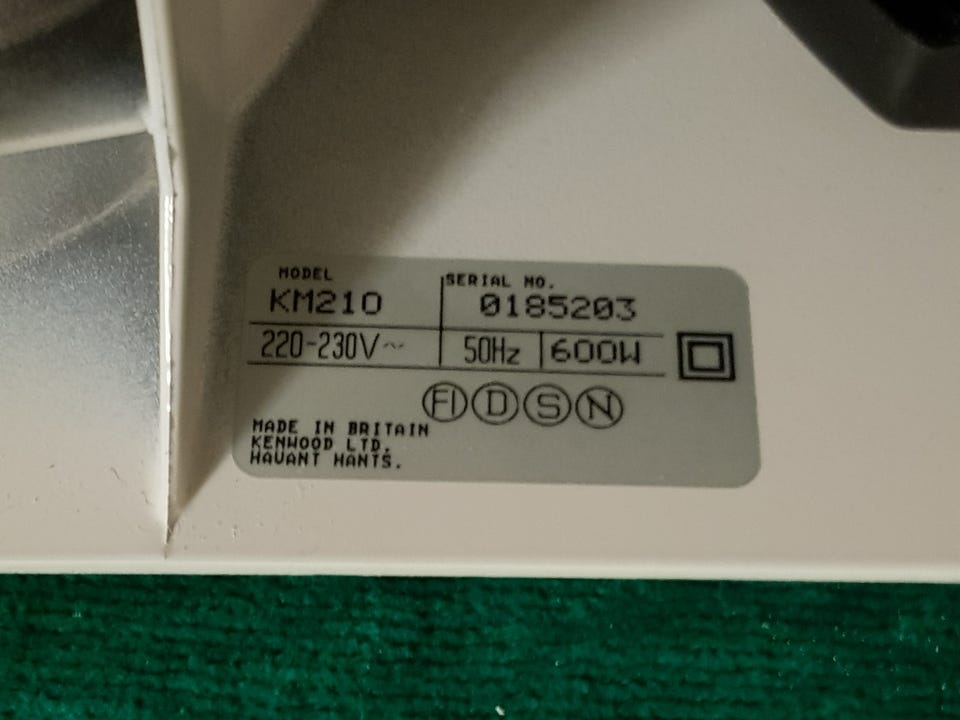 MODEL SERIAL NO.
KM210 0185203
220-230V~ 50Hz 600W
FI D S N
MADE IN BRITAIN
KENWOOD LTD.
HAVANT HANTS.